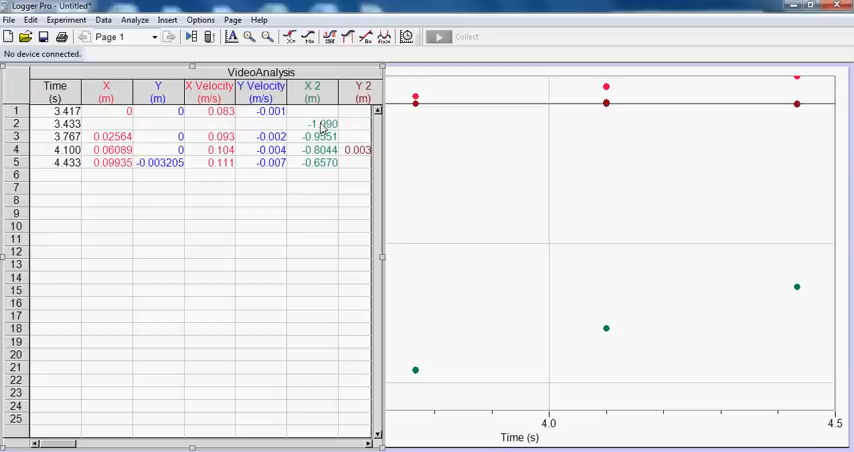 Logger Pro - Untitled*
File Edit Experiment Data Analyze Insert Options Page Help
Page 1 Collect
No device connected.
VideoAnalysis
Time X Y X Velocity Y Velocity X 2 Y 2
(s) (m) (m) (m/s) (m/s) (m) (m)
1 3.417 0 0 0.083 -0.001
2 3.433 -1.090
3 3.767 0.02564 0 0.093 -0.002 -0.9351
4 4.100 0.06089 0 0.104 -0.004 -0.8044 0.003
5 4.433 0.09935 -0.003205 0.111 -0.007 -0.6570
6
7
8
9
10
11
12
13
14
15
16
17
18
19
20
21
22
23
24
25
4.0 4.5
Time (s)